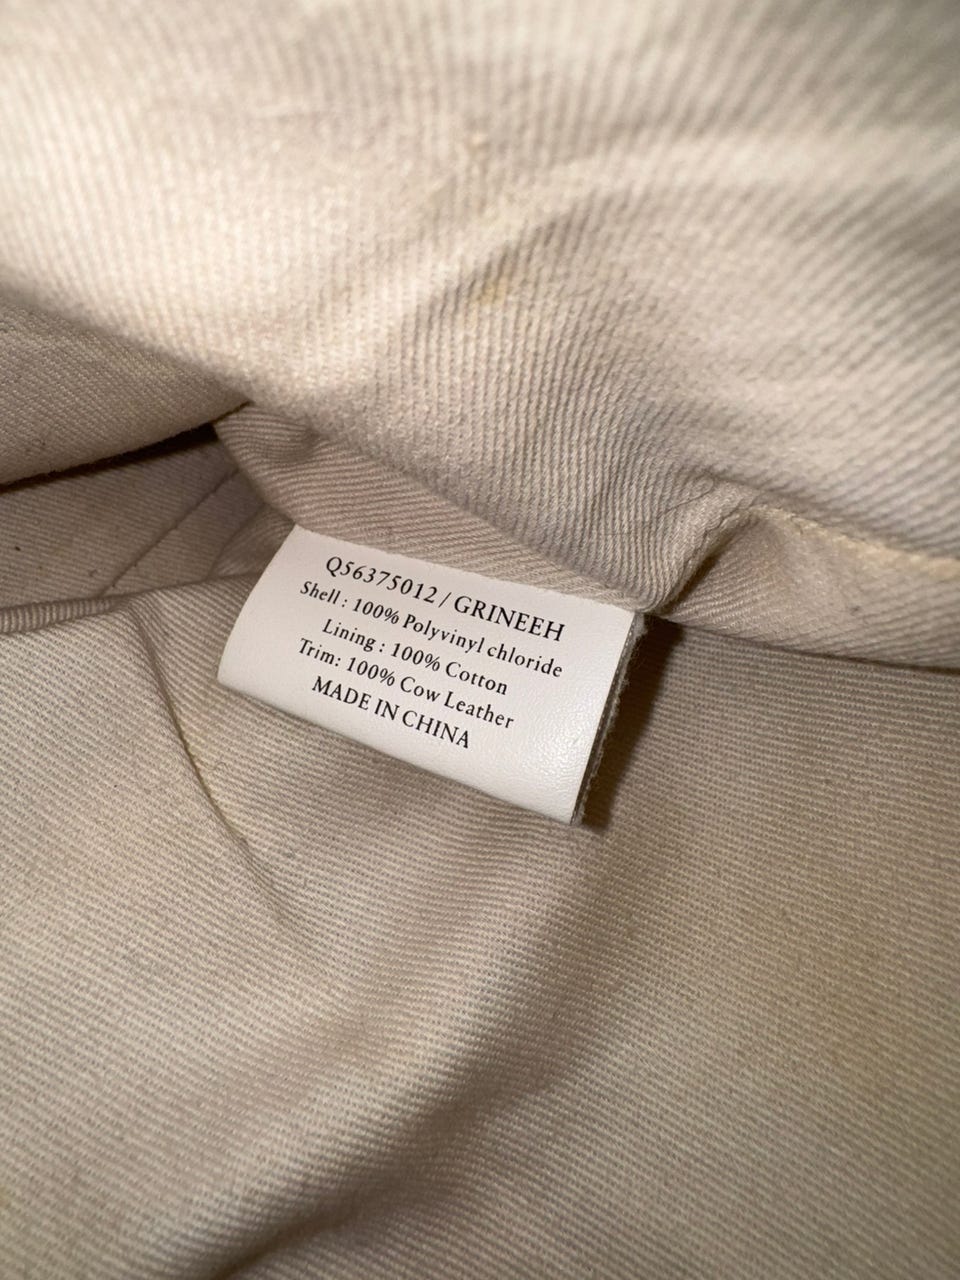 Q56375012 / GRINEEH
Shell : 100% Polyvinyl chloride
Lining : 100% Cotton
Trim: 100% Cow Leather
MADE IN CHINA